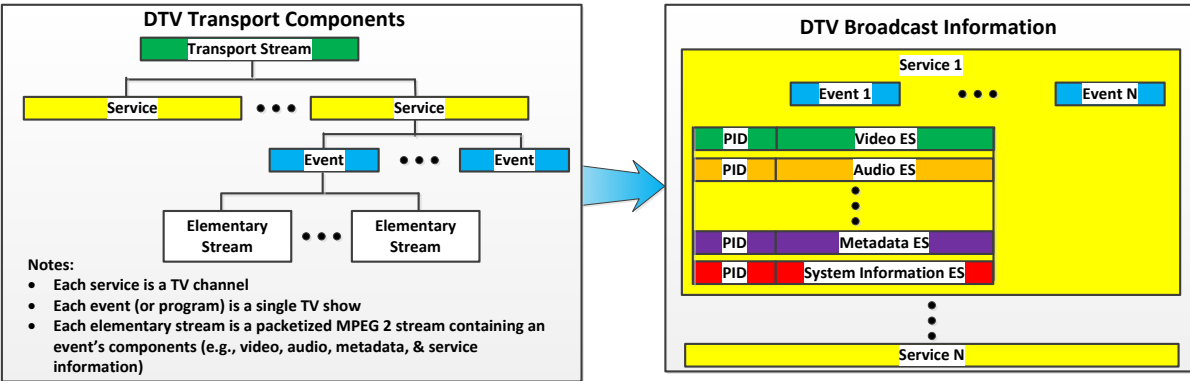 DTV Transport Components
Transport Stream
Service
Service
Event
Event
Elementary
Stream
Elementary
Stream
Notes:
• Each service is a TV channel
• Each event (or program) is a single TV show
• Each elementary stream is a packetized MPEG 2 stream containing an
event's components (e.g., video, audio, metadata, & service
information)
DTV Broadcast Information
Service 1
Event 1
Event N
PID Video ES
PID Audio ES
PID Metadata ES
PID System Information ES
Service N